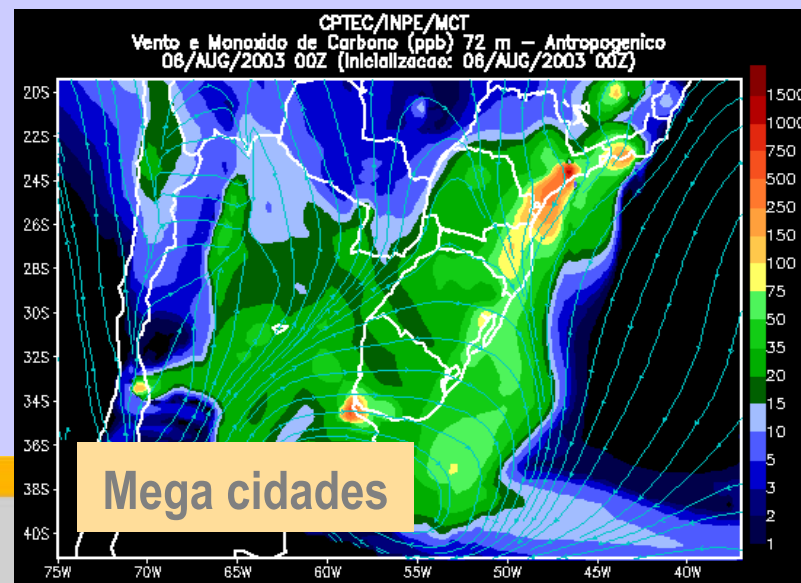 CPTEC/INPE/MCT
Vento e Monoxido de Carbono (ppb) 72 m – Antropogenico
06/AUG/2003 00Z (Inicializacao: 06/AUG/2003 00Z)
20S
22S
24S
26S
28S
30S
32S
34S
36S
38S
40S
75W 70W 65W 60W 55W 50W 45W 40W
1500
1000
750
500
250
150
100
75
50
35
20
15
10
5
3
2
1
Mega cidades